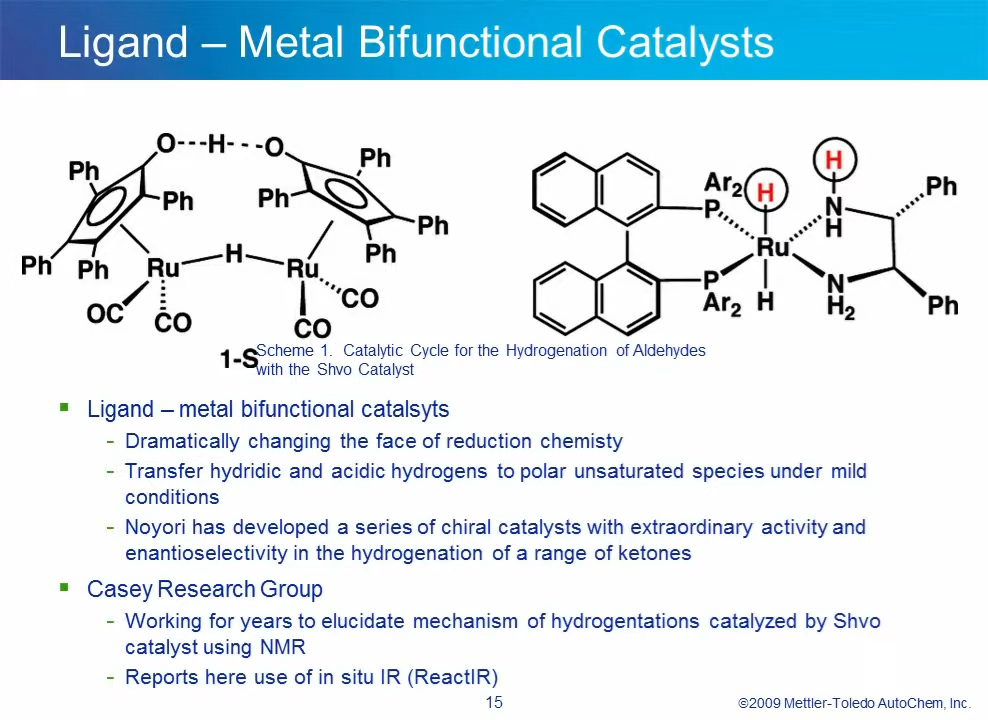 Ligand – Metal Bifunctional Catalysts
O---H---O
Ph
Ph
Ph
Ph
Ph
Ph
Ph
Ph
Ru
H
Ru
OC
CO
CO
CO
1-S
Ar2
H
H
P
N
H
Ph
Ru
P
Ar2
H
N
H2
Ph
Scheme 1. Catalytic Cycle for the Hydrogenation of Aldehydes
with the Shvo Catalyst
▪ Ligand – metal bifunctional catalsyts
- Dramatically changing the face of reduction chemisty
- Transfer hydridic and acidic hydrogens to polar unsaturated species under mild
conditions
- Noyori has developed a series of chiral catalysts with extraordinary activity and
enantioselectivity in the hydrogenation of a range of ketones
▪ Casey Research Group
- Working for years to elucidate mechanism of hydrogentations catalyzed by Shvo
catalyst using NMR
- Reports here use of in situ IR (ReactIR)
15
©2009 Mettler-Toledo AutoChem, Inc.